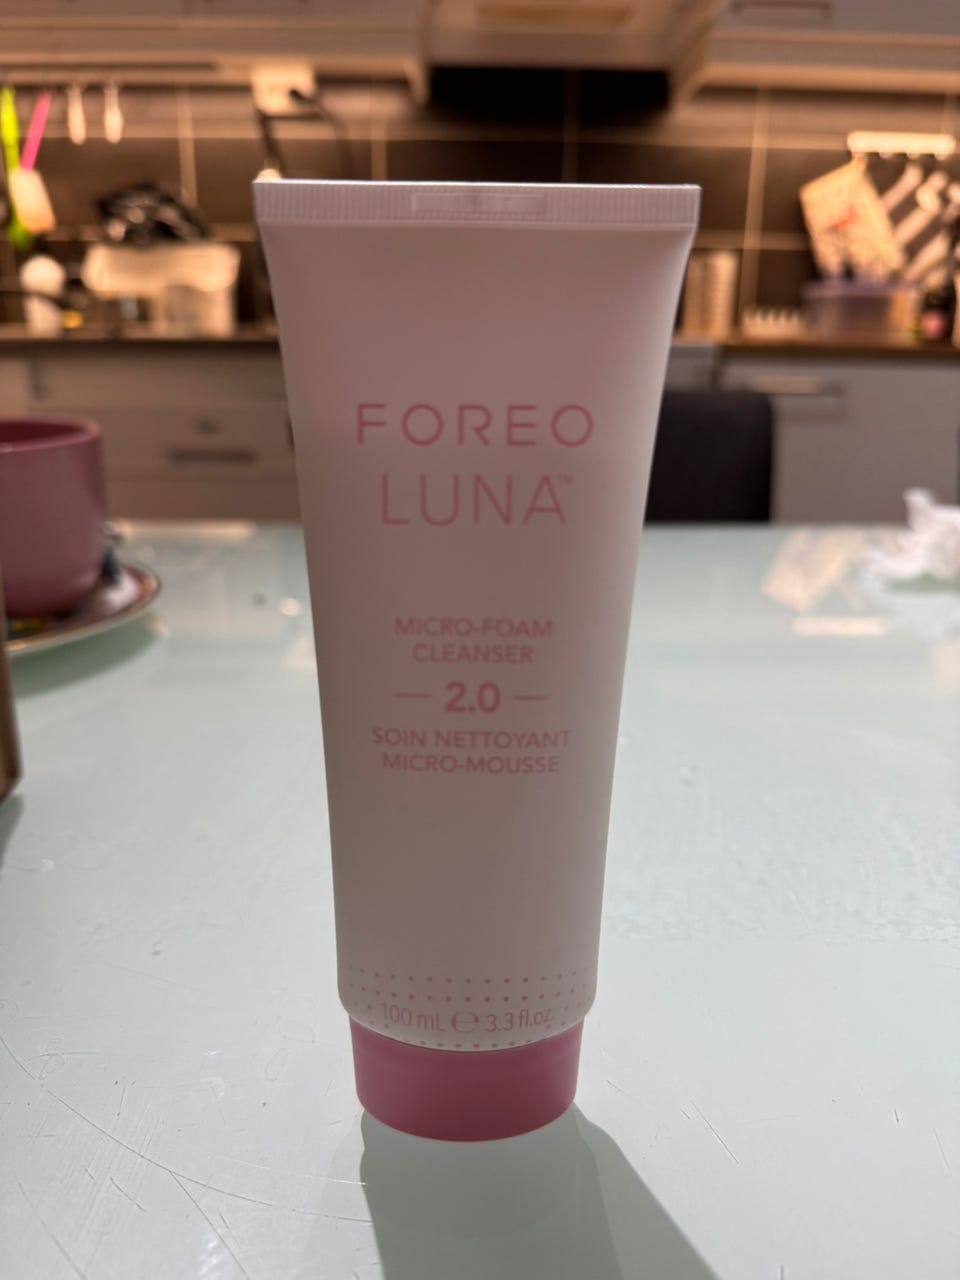 FOREO
LUNA™
MICRO-FOAM
CLEANSER
— 2.0 —
SOIN NETTOYANT
MICRO-MOUSSE
100 mL ℮ 3.3 fl.oz.